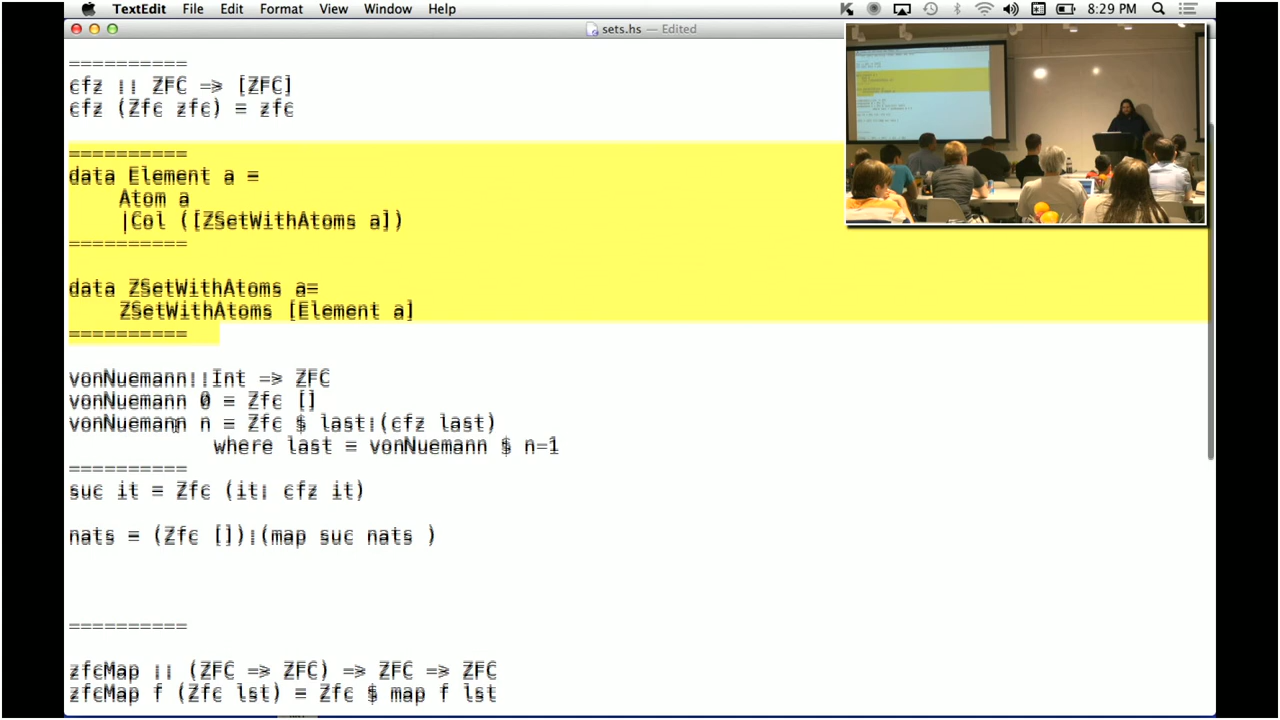 TextEdit File Edit Format View Window Help 8:29 PM
sets.hs — Edited
----------
cfz :: ZFC -> [ZFC]
cfz (Zfc zfc) = zfc
----------
data Element a =
Atom a
|Col ([ZSetWithAtoms a])
----------
data ZSetWithAtoms a=
ZSetWithAtoms [Element a]
----------
vonNuemann::Int -> ZFC
vonNuemann 0 = Zfc []
vonNuemann n = Zfc $ last:(cfz last)
where last = vonNuemann $ n-1
----------
suc it = Zfc (it: cfz it)
nats = (Zfc []):(map suc nats )
----------
zfcMap :: (ZFC -> ZFC) -> ZFC -> ZFC
zfcMap f (Zfc lst) = Zfc $ map f lst